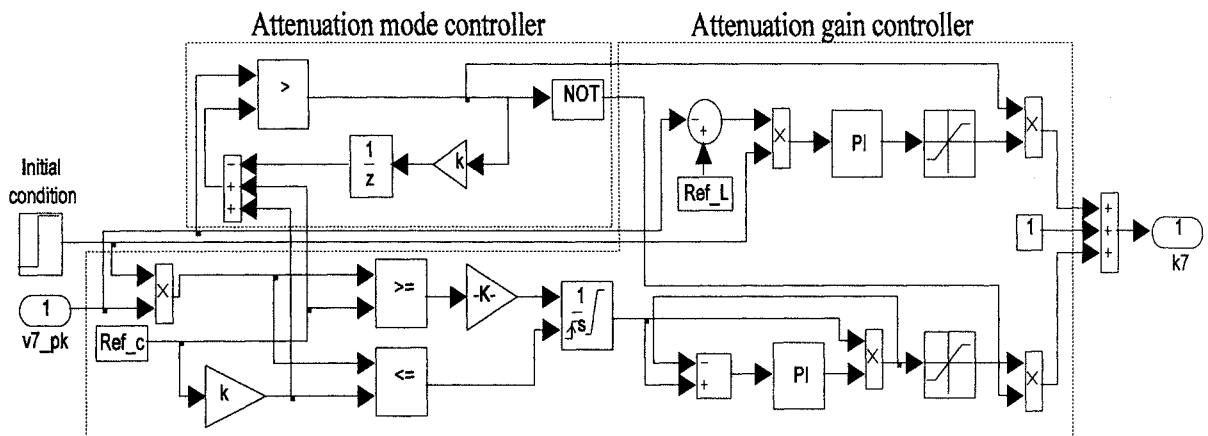 Attenuation mode controller
Attenuation gain controller
>
NOT
-
+
×
PI
×
1
z
k
Ref_L
-
+
+
Initial
condition
1
+
+
+
1
k7
×
>=
-K-
1
s
1
v7_pk
Ref_c
<=
k
-
+
PI
×
×